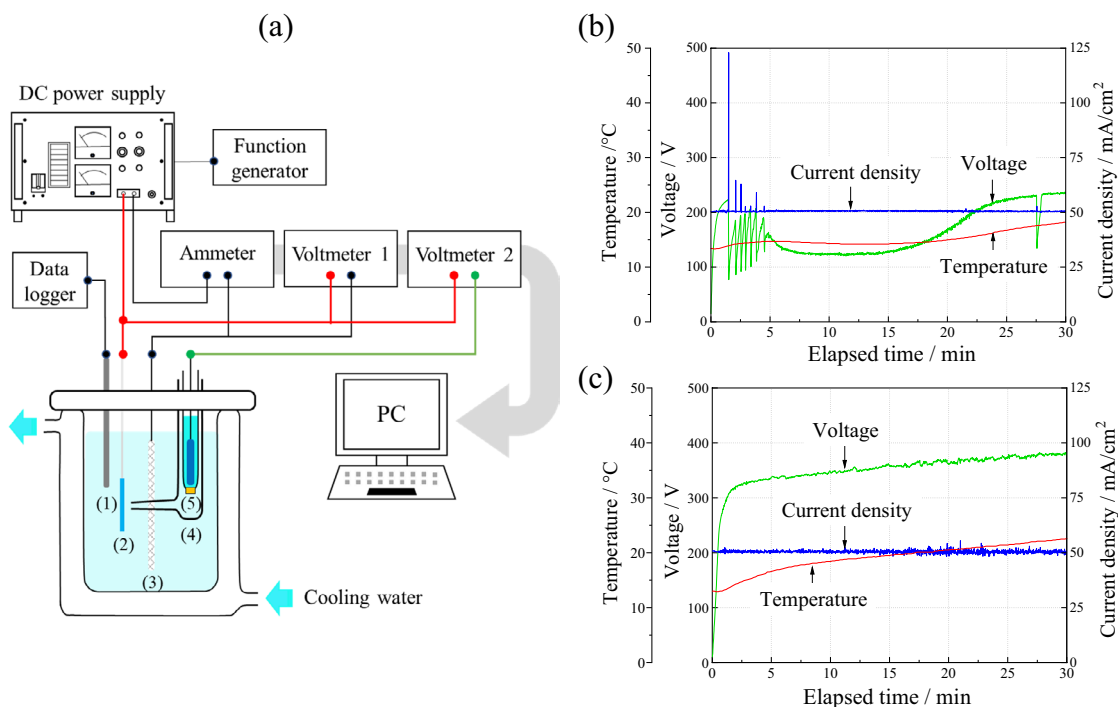 (a)
DC power supply
Function
generator
Data
logger
Ammeter
Voltmeter 1
Voltmeter 2
PC
(1)
(2)
(3)
(4)
(5)
Cooling water
(b)
Temperature /°C
50
40
30
20
10
0
Voltage / V
500
400
300
200
100
0
Current density
Voltage
Temperature
125
100
75
50
25
0
Current density / mA/cm²
0 5 10 15 20 25 30
Elapsed time / min
(c)
Temperature / °C
50
40
30
20
10
0
Voltage / V
500
400
300
200
100
0
Voltage
Current density
Temperature
125
100
75
50
25
0
Current density / mA/cm²
0 5 10 15 20 25 30
Elapsed time / min